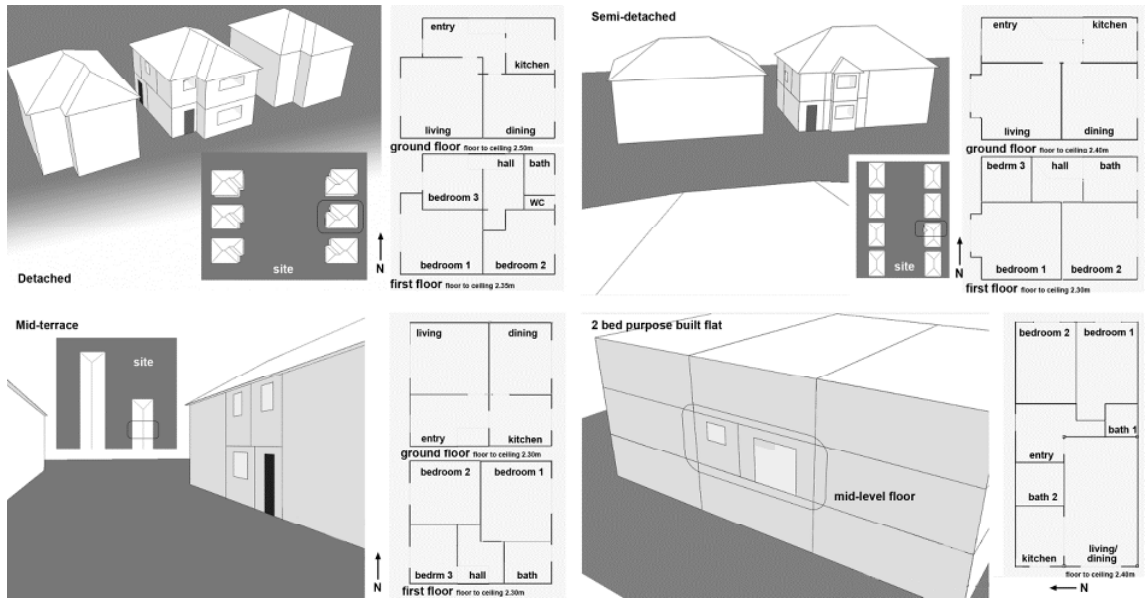 Detached
entry
kitchen
living dining
ground floor floor to ceiling 2.50m
hall bath
bedroom 3
WC
bedroom 1 bedroom 2
first floor floor to ceiling 2.35m
site
N
Semi-detached
entry kitchen
living dining
ground floor floor to ceiling 2.40m
bedrm 3 hall bath
bedroom 1 bedroom 2
first floor floor to ceiling 2.30m
site
N
Mid-terrace
site
living dining
entry kitchen
ground floor floor to ceiling 2.30m
bedroom 2 bedroom 1
bedrm 3 hall bath
first floor floor to ceiling 2.30m
N
2 bed purpose built flat
mid-level floor
bedroom 2 bedroom 1
bath 1
entry
bath 2
kitchen living/
dining
floor to ceiling 2.40m
N